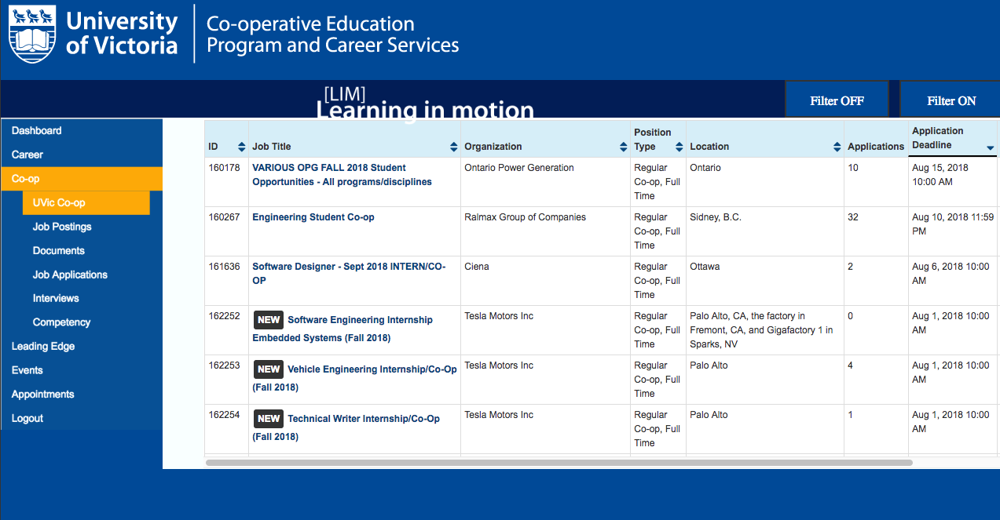 University
of Victoria
Co-operative Education
Program and Career Services
[LIM]
Learning in motion
Filter OFF
Filter ON
Dashboard
Career
Co-op
UVic Co-op
Job Postings
Documents
Job Applications
Interviews
Competency
Leading Edge
Events
Appointments
Logout
ID
Job Title
Organization
Position
Type
Location
Applications
Application
Deadline
160178
VARIOUS OPG FALL 2018 Student
Opportunities - All programs/disciplines
Ontario Power Generation
Regular
Co-op, Full
Time
Ontario
10
Aug 15, 2018
10:00 AM
160267
Engineering Student Co-op
Ralmax Group of Companies
Regular
Co-op, Full
Time
Sidney, B.C.
32
Aug 10, 2018 11:59
PM
161636
Software Designer - Sept 2018 INTERN/CO-
OP
Ciena
Regular
Co-op, Full
Time
Ottawa
2
Aug 6, 2018 10:00
AM
162252
NEW Software Engineering Internship
Embedded Systems (Fall 2018)
Tesla Motors Inc
Regular
Co-op, Full
Time
Palo Alto, CA, the factory in
Fremont, CA, and Gigafactory 1 in
Sparks, NV
0
Aug 1, 2018 10:00
AM
162253
NEW Vehicle Engineering Internship/Co-Op
(Fall 2018)
Tesla Motors Inc
Regular
Co-op, Full
Time
Palo Alto
4
Aug 1, 2018 10:00
AM
162254
NEW Technical Writer Internship/Co-Op
(Fall 2018)
Tesla Motors Inc
Regular
Co-op, Full
Time
Palo Alto
1
Aug 1, 2018 10:00
AM